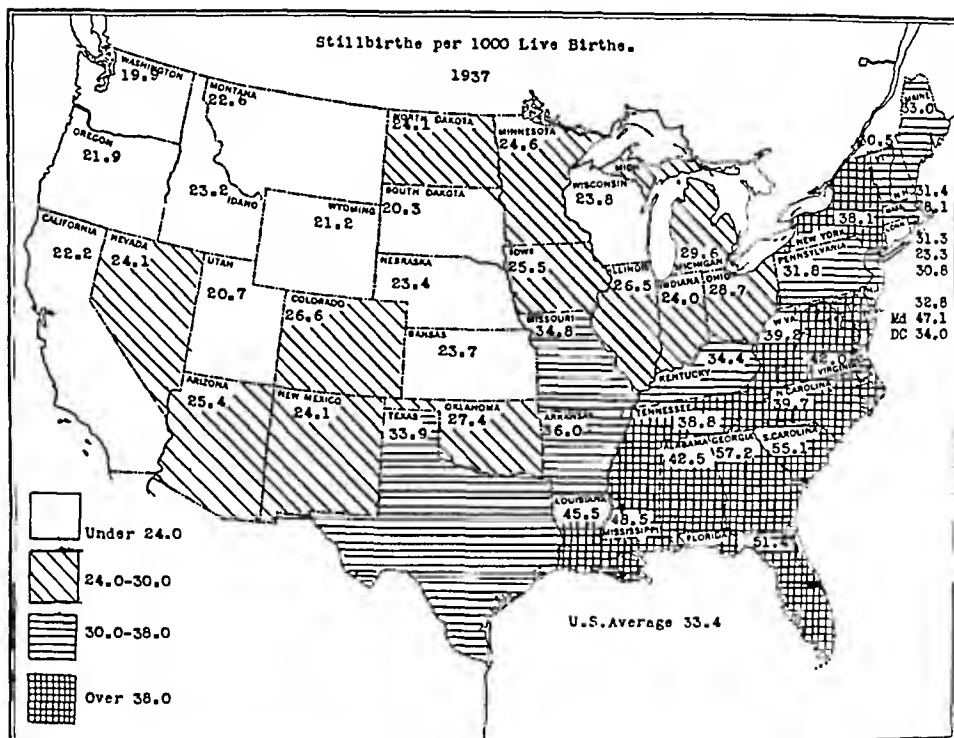 Stillbirths per 1000 Live Births.
1937
WASHINGTON
19.5
MONTANA
22.6
OREGON
21.9
23.2
IDAHO
WYOMING
21.2
NORTH DAKOTA
24.1
MINNESOTA
24.6
SOUTH DAKOTA
20.3
WISCONSIN
23.8
MICH
MAINE
33.0
N.H.
31.4
38.1
NEW YORK
CONN
31.3
23.3
30.8
CALIFORNIA
22.2
NEVADA
24.1
UTAH
20.7
NEBRASKA
23.4
IOWA
25.5
ILLINOIS
26.5
29.6
MICHIGAN
INDIANA
24.0
OHIO
28.7
PENNSYLVANIA
31.8
32.8
Md 47.1
DC 34.0
COLORADO
26.6
KANSAS
23.7
MISSOURI
34.8
W.VA.
39.2
34.4
KENTUCKY
42.0
VIRGINIA
ARIZONA
25.4
NEW MEXICO
24.1
TEXAS
33.9
OKLAHOMA
27.4
ARKANSAS
6.0
TENNESSEE
38.8
N.CAROLINA
39.7
ALABAMA
42.5
GEORGIA
57.2
S.CAROLINA
55.1
LOUISIANA
45.5
48.5
MISSISSIPPI
FLORIDA
Under 24.0
24.0-30.0
30.0-38.0
Over 38.0
U.S.Average 33.4